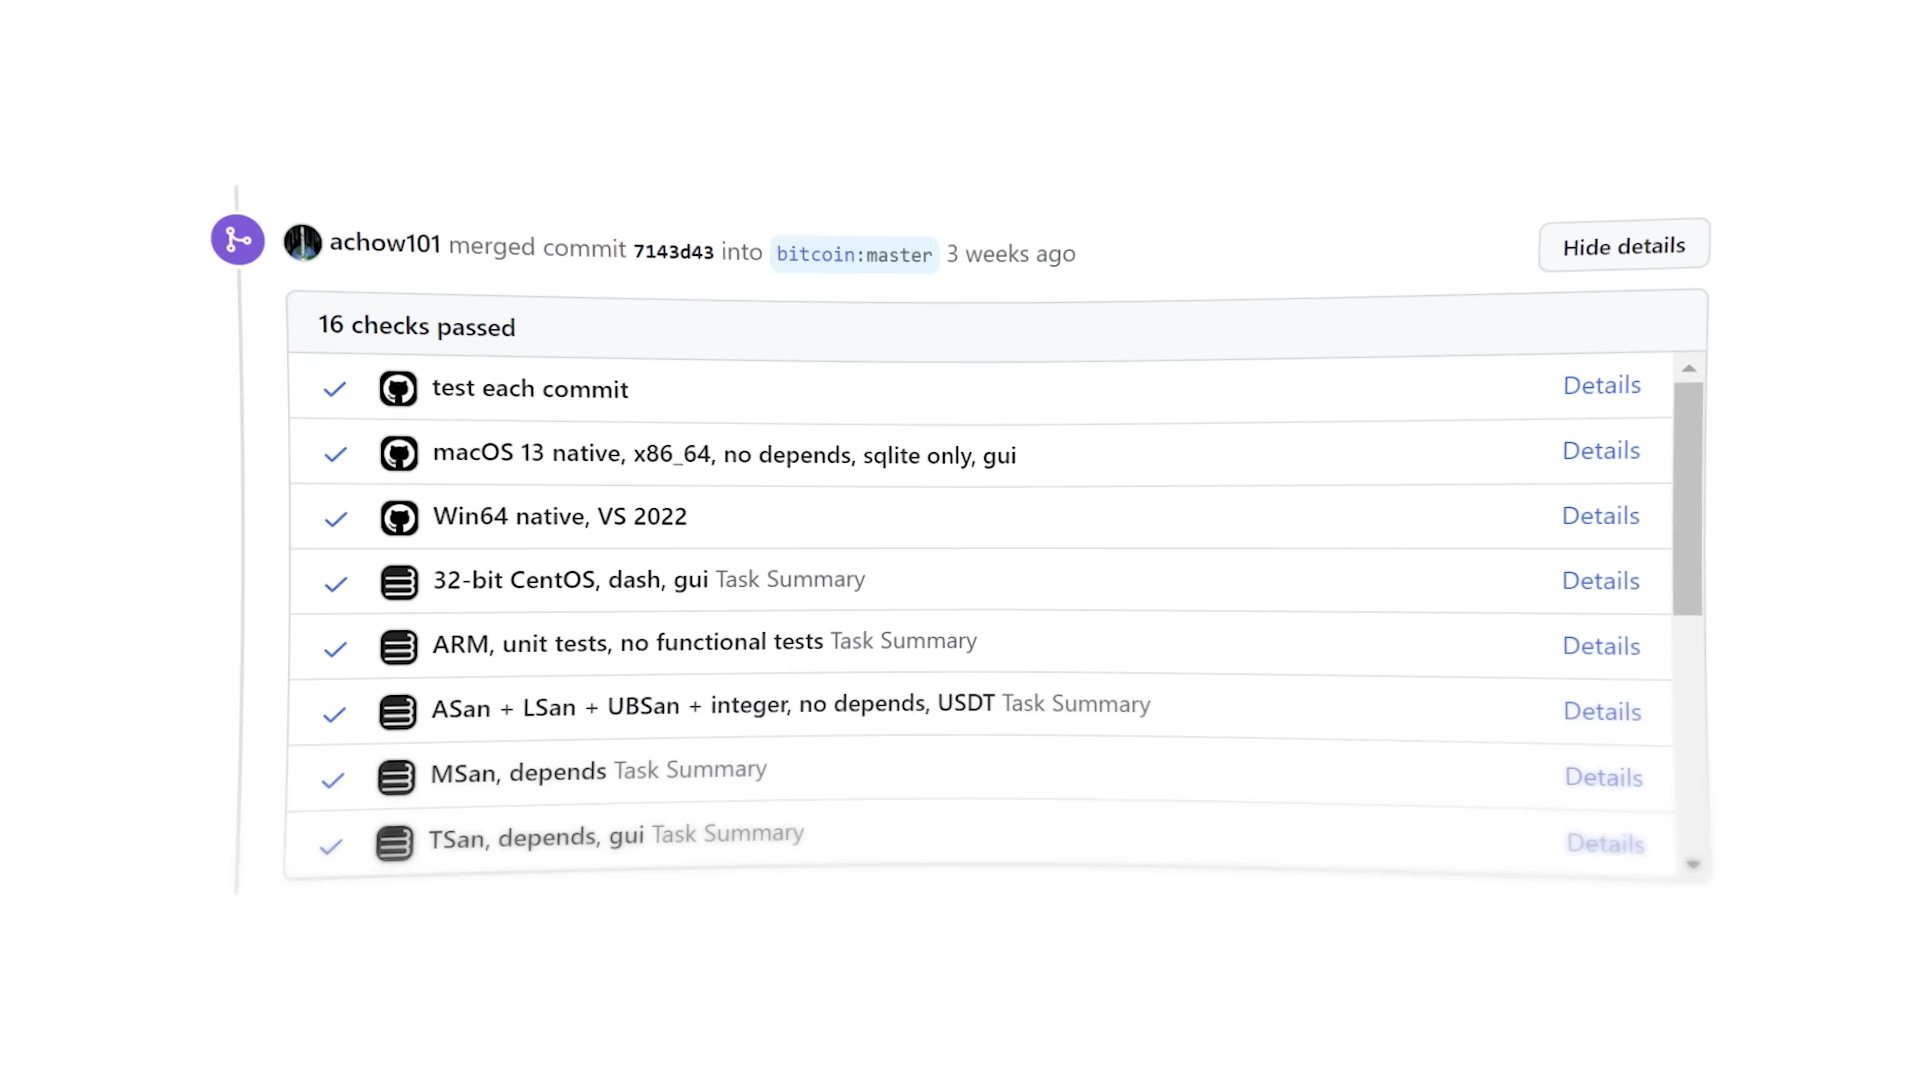 achow101 merged commit 7143d43 into bitcoin:master 3 weeks ago Hide details
16 checks passed
test each commit Details
macOS 13 native, x86_64, no depends, sqlite only, gui Details
Win64 native, VS 2022 Details
32-bit CentOS, dash, gui Task Summary Details
ARM, unit tests, no functional tests Task Summary Details
ASan + LSan + UBSan + integer, no depends, USDT Task Summary Details
MSan, depends Task Summary Details
TSan, depends, gui Task Summary Details